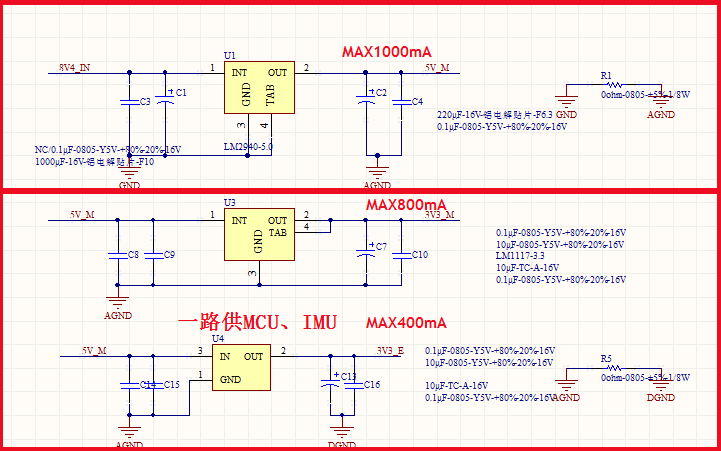 MAX1000mA
U1
8V4_IN
1
INT
OUT
2
5V_M
GND
TAB
C3
C1
C2
C4
3
4
LM2940-5.0
NC/0.1μF-0805-Y5V-+80%-20%-16V
1000μF-16V-铝电解贴片-F10
GND
AGND
220μF-16V-铝电解贴片-F6.3
0.1μF-0805-Y5V-+80%-20%-16V
R1
0ohm-0805-±5%-1/8W
GND
AGND
MAX800mA
U3
5V_M
1
INT
OUT
TAB
2
4
3V3_M
GND
3
C8
C9
C7
C10
AGND
0.1μF-0805-Y5V-+80%-20%-16V
10μF-0805-Y5V-+80%-20%-16V
LM1117-3.3
10μF-TC-A-16V
0.1μF-0805-Y5V-+80%-20%-16V
一路供MCU、IMU
MAX400mA
U4
5V_M
3
IN
OUT
2
3V3_E
1
GND
C14
C15
C13
C16
AGND
DGND
0.1μF-0805-Y5V-+80%-20%-16V
10μF-0805-Y5V-+80%-20%-16V
10μF-TC-A-16V
0.1μF-0805-Y5V-+80%-20%-16V
R5
0ohm-0805-±5%-1/8W
AGND
DGND